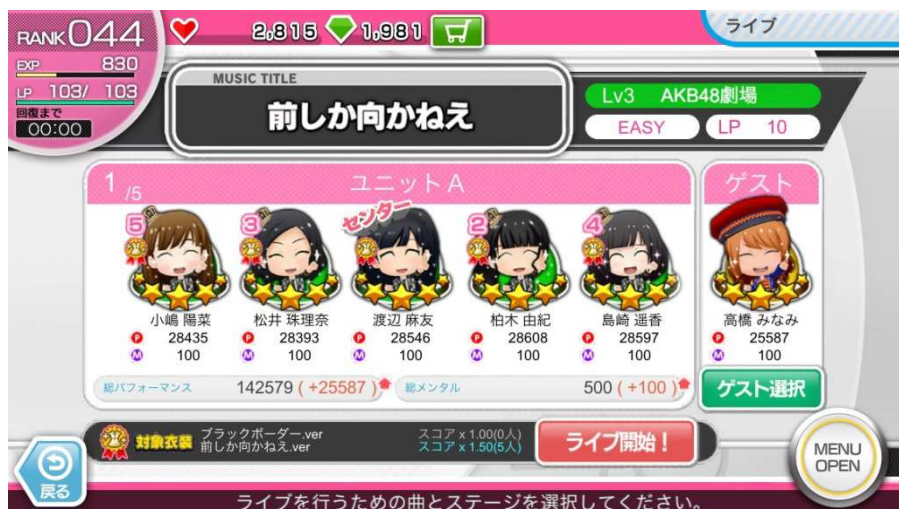 RANK 044
2,815 1,981
ライブ
EXP 830
LP 103/ 103
回復まで
00:00
MUSIC TITLE
前しか向かねえ
Lv3 AKB48劇場
EASY LP 10
1/5 ユニットA
ゲスト
センター
5 3 2 4
小嶋 陽菜 松井 珠理奈 渡辺 麻友 柏木 由紀 島崎 遥香 高橋 みなみ
P 28435 P 28393 P 28546 P 28608 P 28597 P 25587
M 100 M 100 M 100 M 100 M 100 M 100
総パフォーマンス 142579 ( +25587 ) 総メンタル 500 ( +100 )
ゲスト選択
対象衣装
ブラックボーダー.ver スコア x 1.00(0人)
前しか向かねえ.ver スコア x 1.50(5人)
ライブ開始！
戻る
MENU
OPEN
ライブを行うための曲とステージを選択してください。